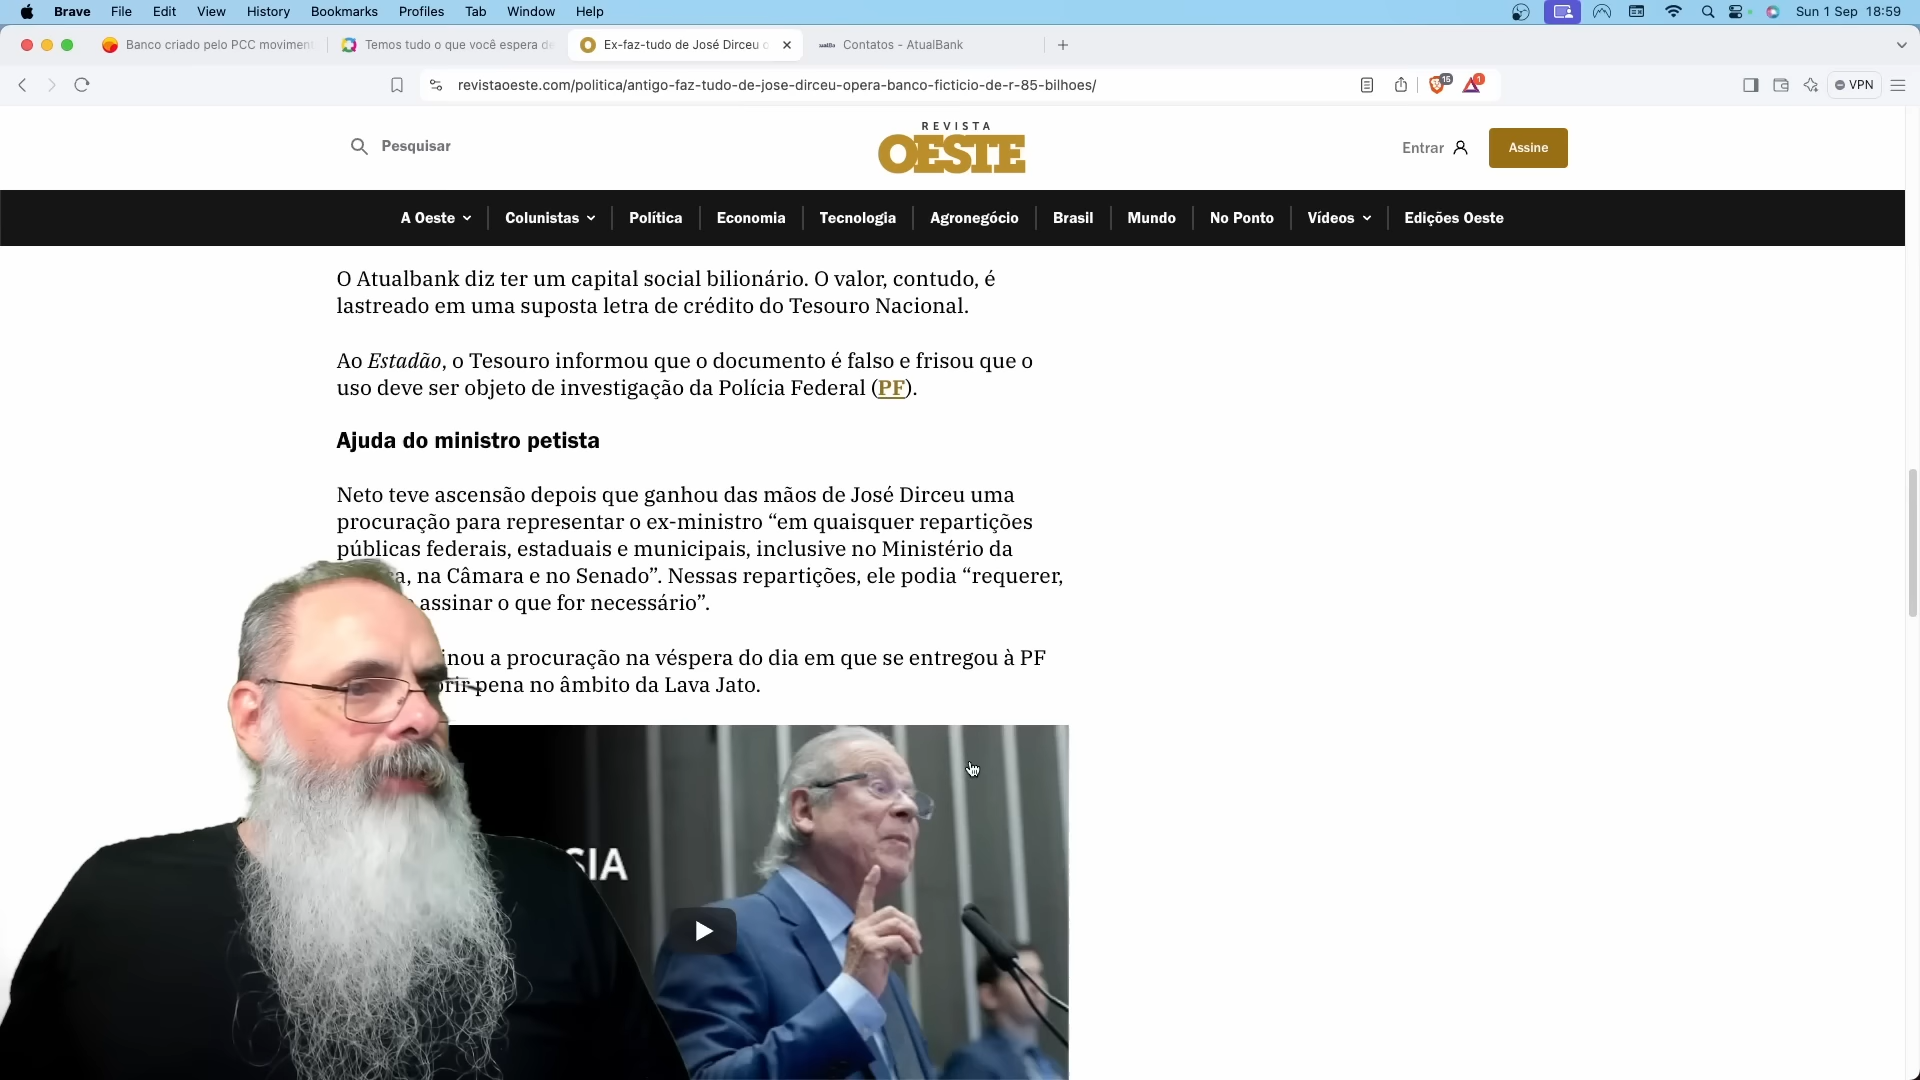 Brave File Edit View History Bookmarks Profiles Tab Window Help Sun 1 Sep 18:59
Banco criado pelo PCC movimen Temos tudo o que você espera de Ex-faz-tudo de José Dirceu o Contatos - AtualBank
revistaoeste.com/politica/antigo-faz-tudo-de-jose-dirceu-opera-banco-ficticio-de-r-85-bilhoes/ 15 1 VPN
Pesquisar
REVISTA
OESTE
Entrar
Assine
A Oeste Colunistas Política Economia Tecnologia Agronegócio Brasil Mundo No Ponto Vídeos Edições Oeste
O Atualbank diz ter um capital social bilionário. O valor, contudo, é
lastreado em uma suposta letra de crédito do Tesouro Nacional.
Ao Estadão, o Tesouro informou que o documento é falso e frisou que o
uso deve ser objeto de investigação da Polícia Federal (PF).
Ajuda do ministro petista
Neto teve ascensão depois que ganhou das mãos de José Dirceu uma
procuração para representar o ex-ministro “em quaisquer repartições
públicas federais, estaduais e municipais, inclusive no Ministério da
a, na Câmara e no Senado”. Nessas repartições, ele podia “requerer,
assinar o que for necessário”.
inou a procuração na véspera do dia em que se entregou à PF
rir pena no âmbito da Lava Jato.
SIA